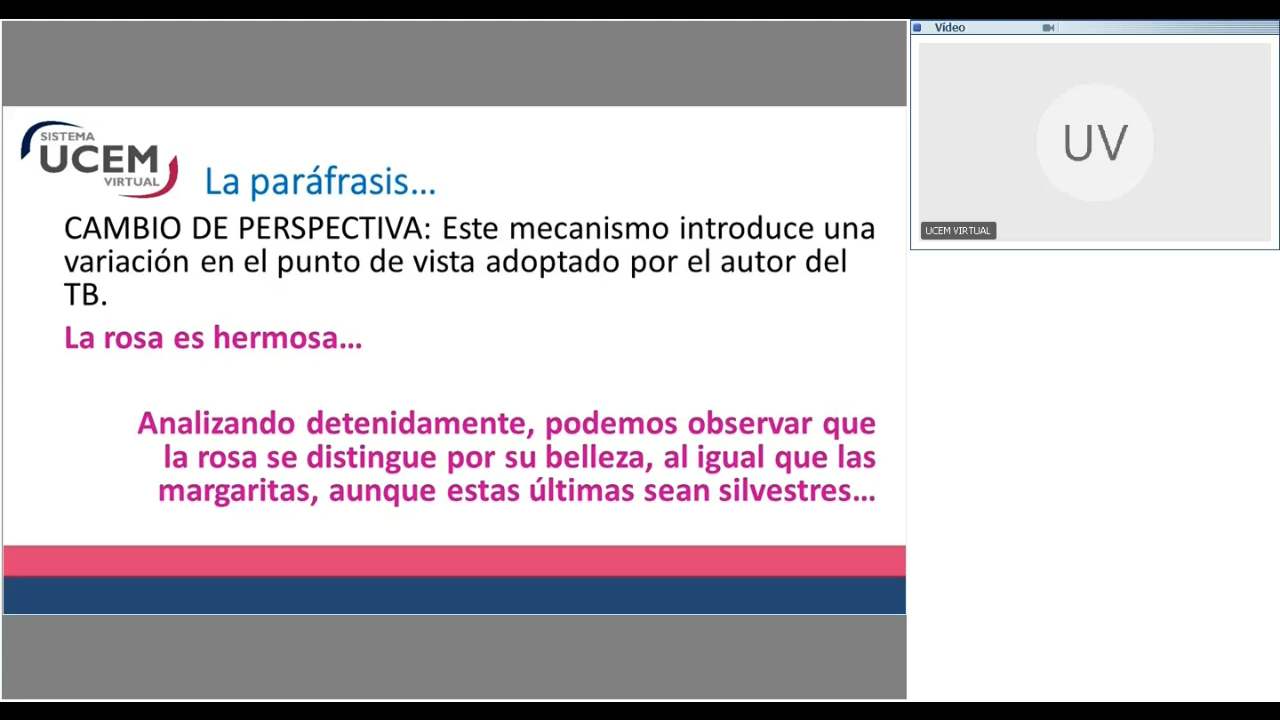 Vídeo
SISTEMA
UCEM
VIRTUAL
La paráfrasis...
CAMBIO DE PERSPECTIVA: Este mecanismo introduce una
variación en el punto de vista adoptado por el autor del
TB.
La rosa es hermosa...
Analizando detenidamente, podemos observar que
la rosa se distingue por su belleza, al igual que las
margaritas, aunque estas últimas sean silvestres...
UV
UCEM VIRTUAL